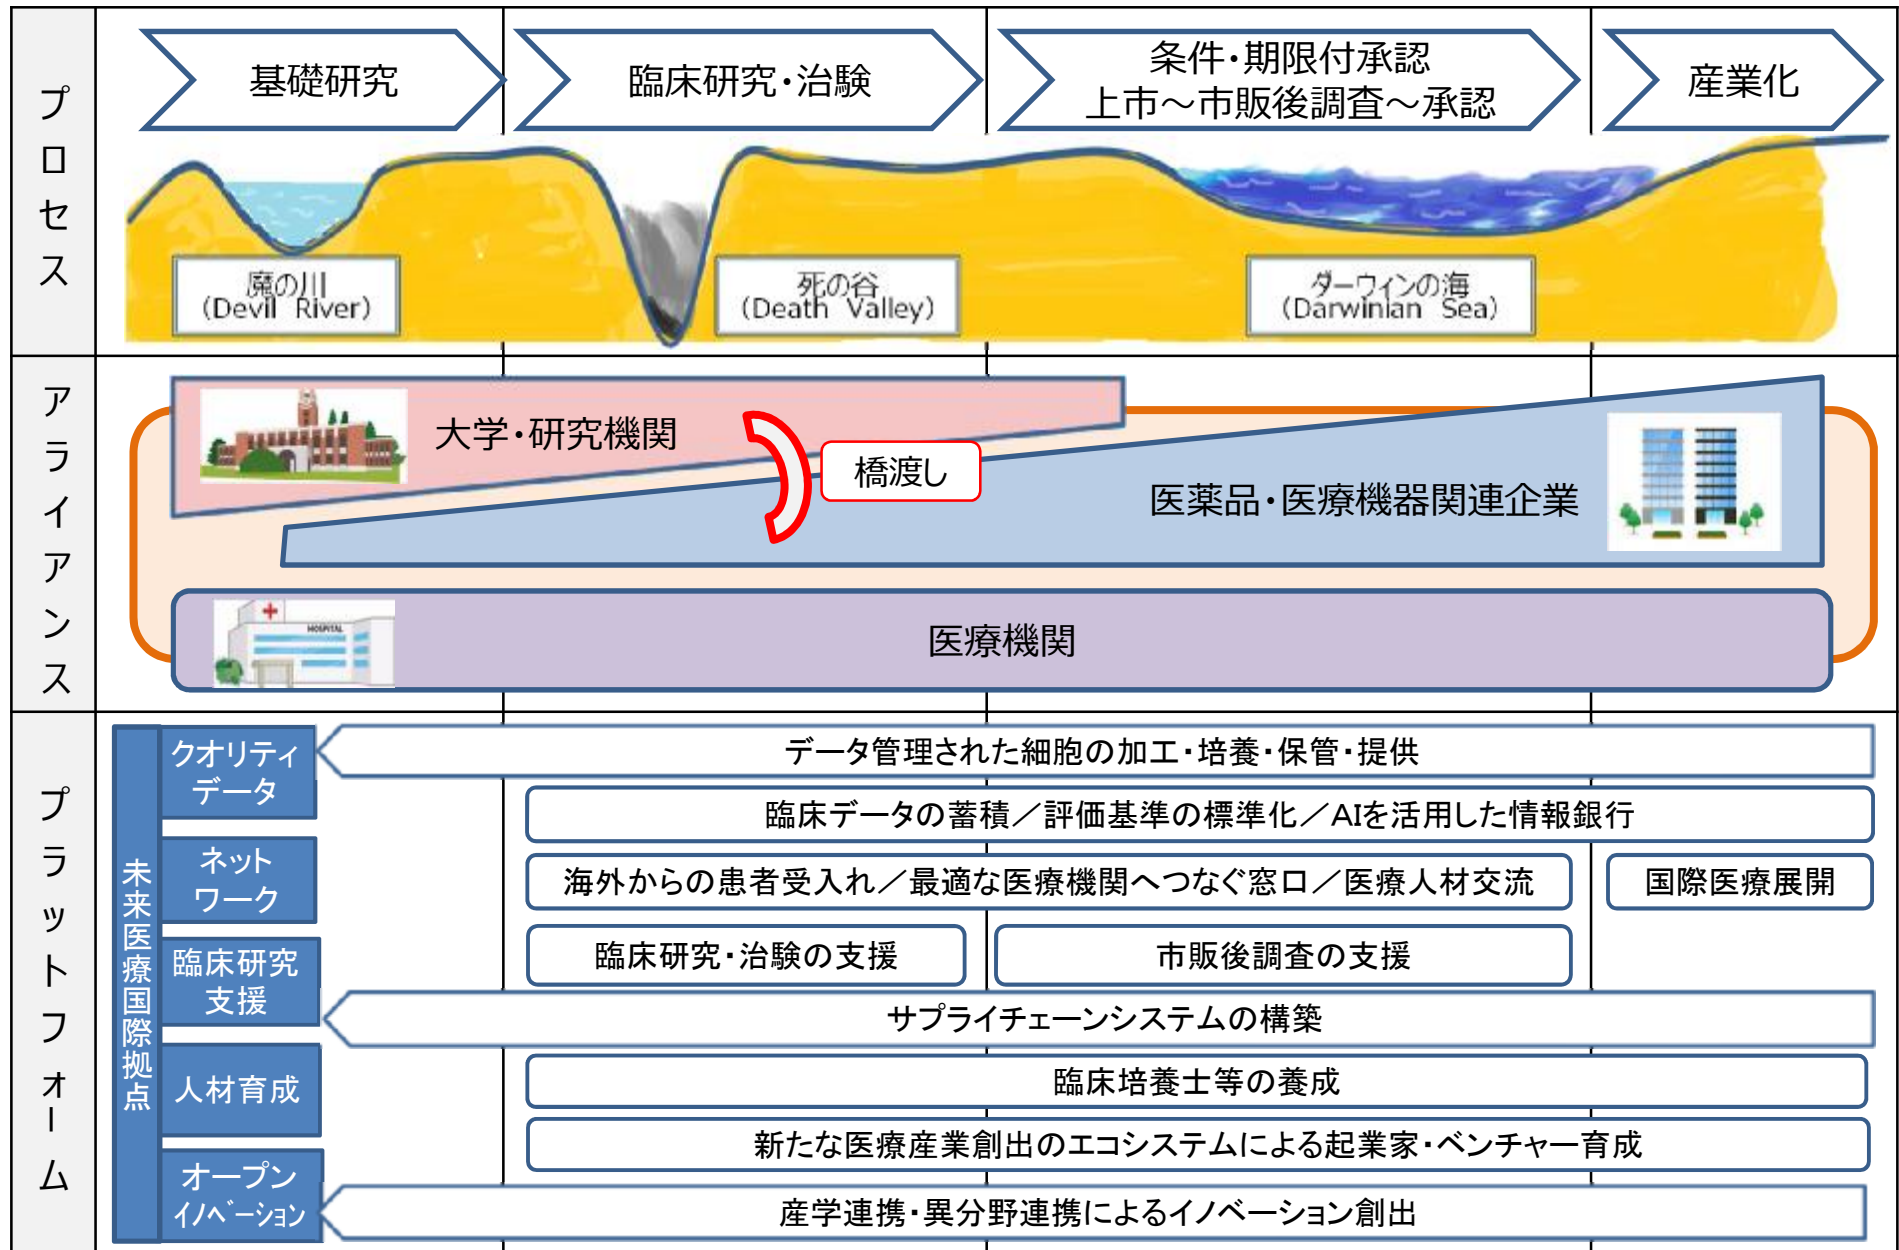 プロセス
基礎研究
臨床研究・治験
条件・期限付承認
上市～市販後調査～承認
産業化
魔の川
(Devil River)
死の谷
(Death Valley)
ダーウィンの海
(Darwinian Sea)
アライアンス
大学・研究機関
橋渡し
医薬品・医療機器関連企業
HOSPITAL
医療機関
プラットフォーム
未来医療国際拠点
クオリティ
データ
データ管理された細胞の加工・培養・保管・提供
臨床データの蓄積／評価基準の標準化／AIを活用した情報銀行
ネット
ワーク
海外からの患者受入れ／最適な医療機関へつなぐ窓口／医療人材交流
国際医療展開
臨床研究
支援
臨床研究・治験の支援
市販後調査の支援
サプライチェーンシステムの構築
人材育成
臨床培養士等の養成
新たな医療産業創出のエコシステムによる起業家・ベンチャー育成
オープン
イノベーション
産学連携・異分野連携によるイノベーション創出